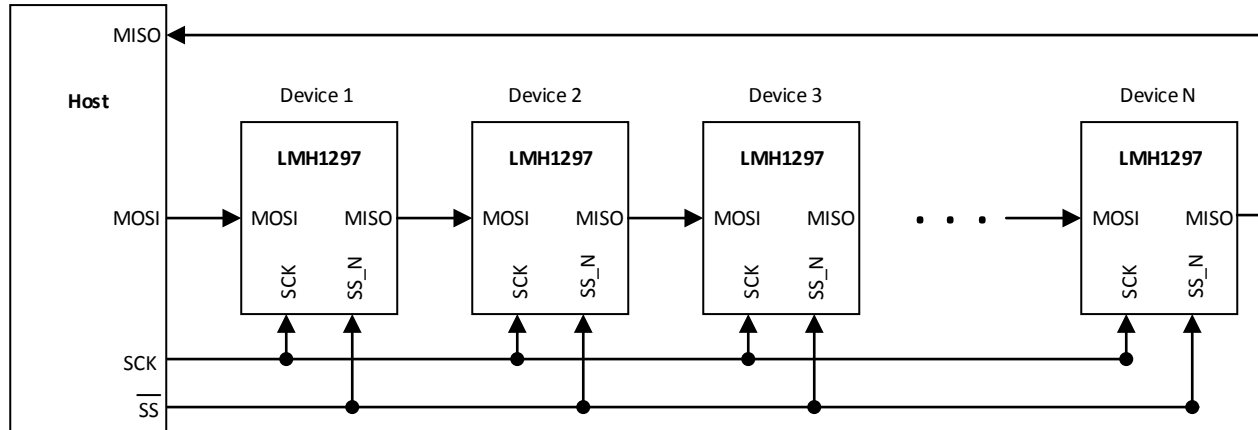 MISO
Host
Device 1
Device 2
Device 3
Device N
LMH1297
LMH1297
LMH1297
LMH1297
MOSI
MOSI MISO
MOSI MISO
MOSI MISO
. . .
MOSI MISO
SCK
SS_N
SCK
SS_N
SCK
SS_N
SCK
SS_N
SCK
SS